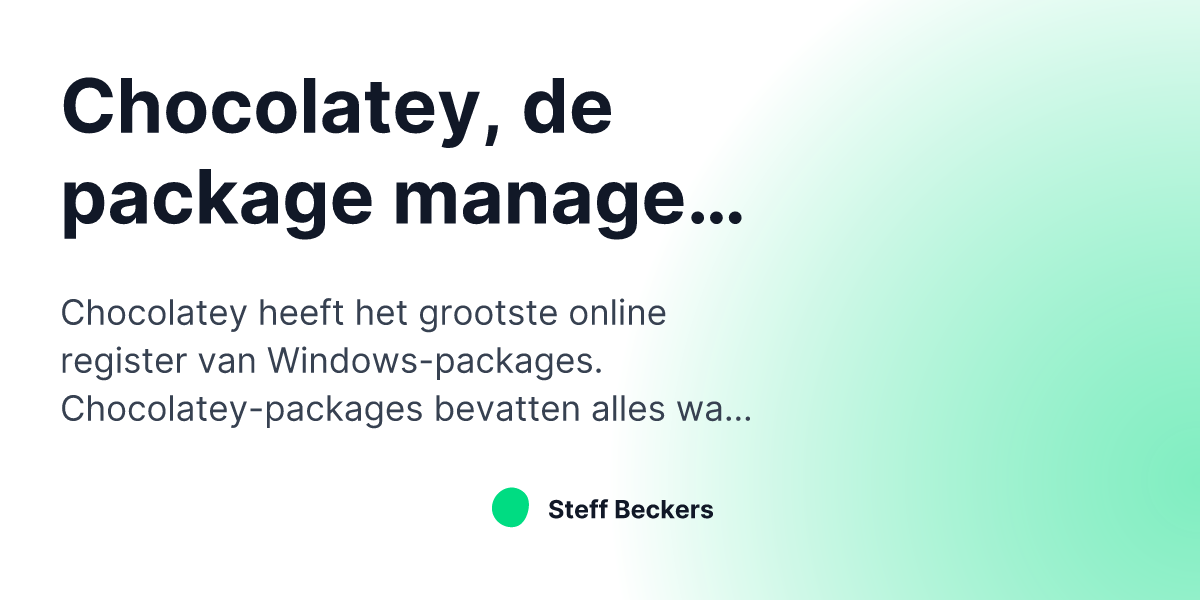 Chocolatey, de
package manage...
Chocolatey heeft het grootste online
register van Windows-packages.
Chocolatey-packages bevatten alles wa...
Steff Beckers